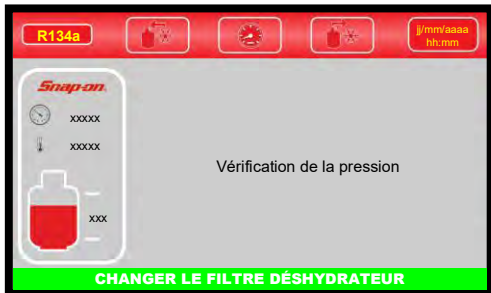 R134a
jj/mm/aaaa
hh:mm
Snap-on
xxxxx
xxxxx
xxx
Vérification de la pression
CHANGER LE FILTRE DÉSHYDRATEUR